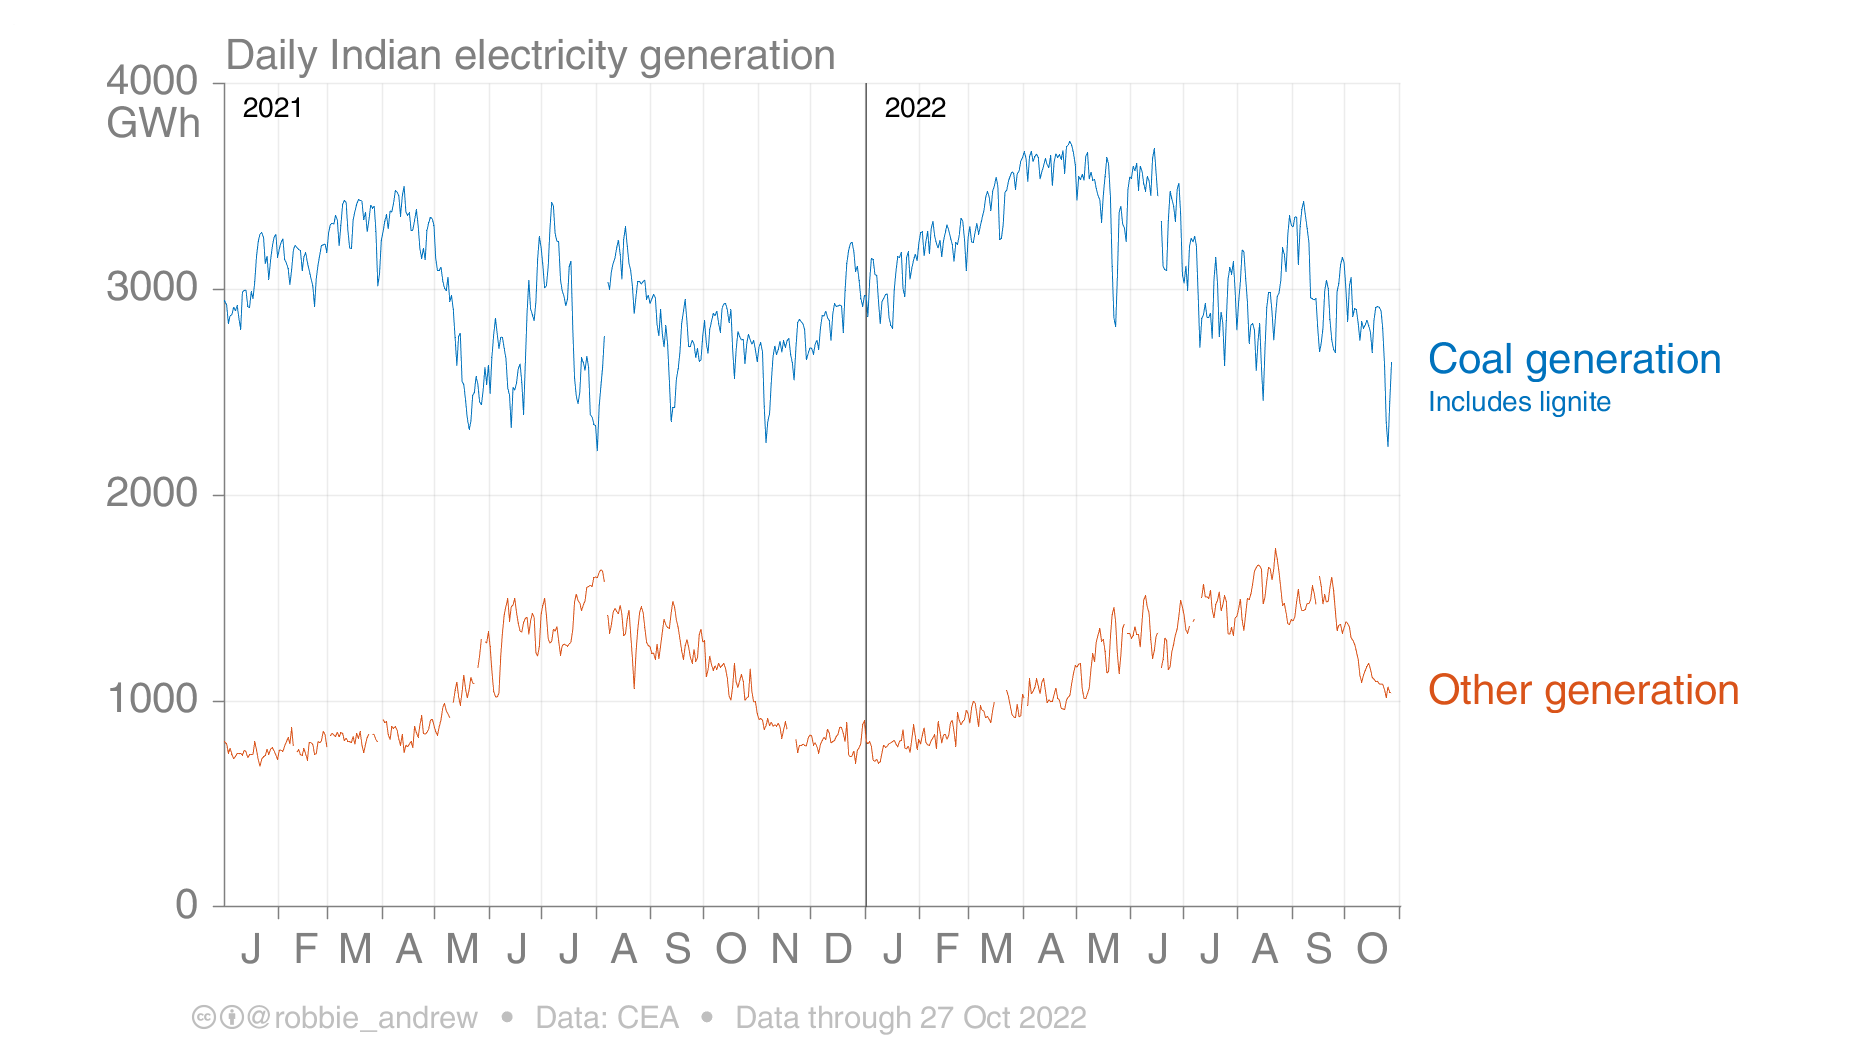 Daily Indian electricity generation
4000
GWh
2021
2022
3000
Coal generation
Includes lignite
2000
1000
Other generation
0
J F M A M J J A S O N D J F M A M J J A S O
cc @robbie_andrew • Data: CEA • Data through 27 Oct 2022